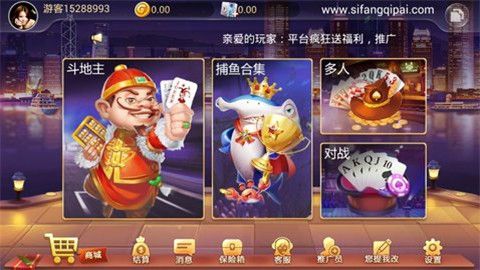 游客15288993
0.00
0.00
www.sifangqipai.com
亲爱的玩家：平台疯狂送福利，推广
斗地主
捕鱼合集
多人
对战
A K Q J 10
商城
结算
消息
保险箱
客服
推广员
您提我改
设置